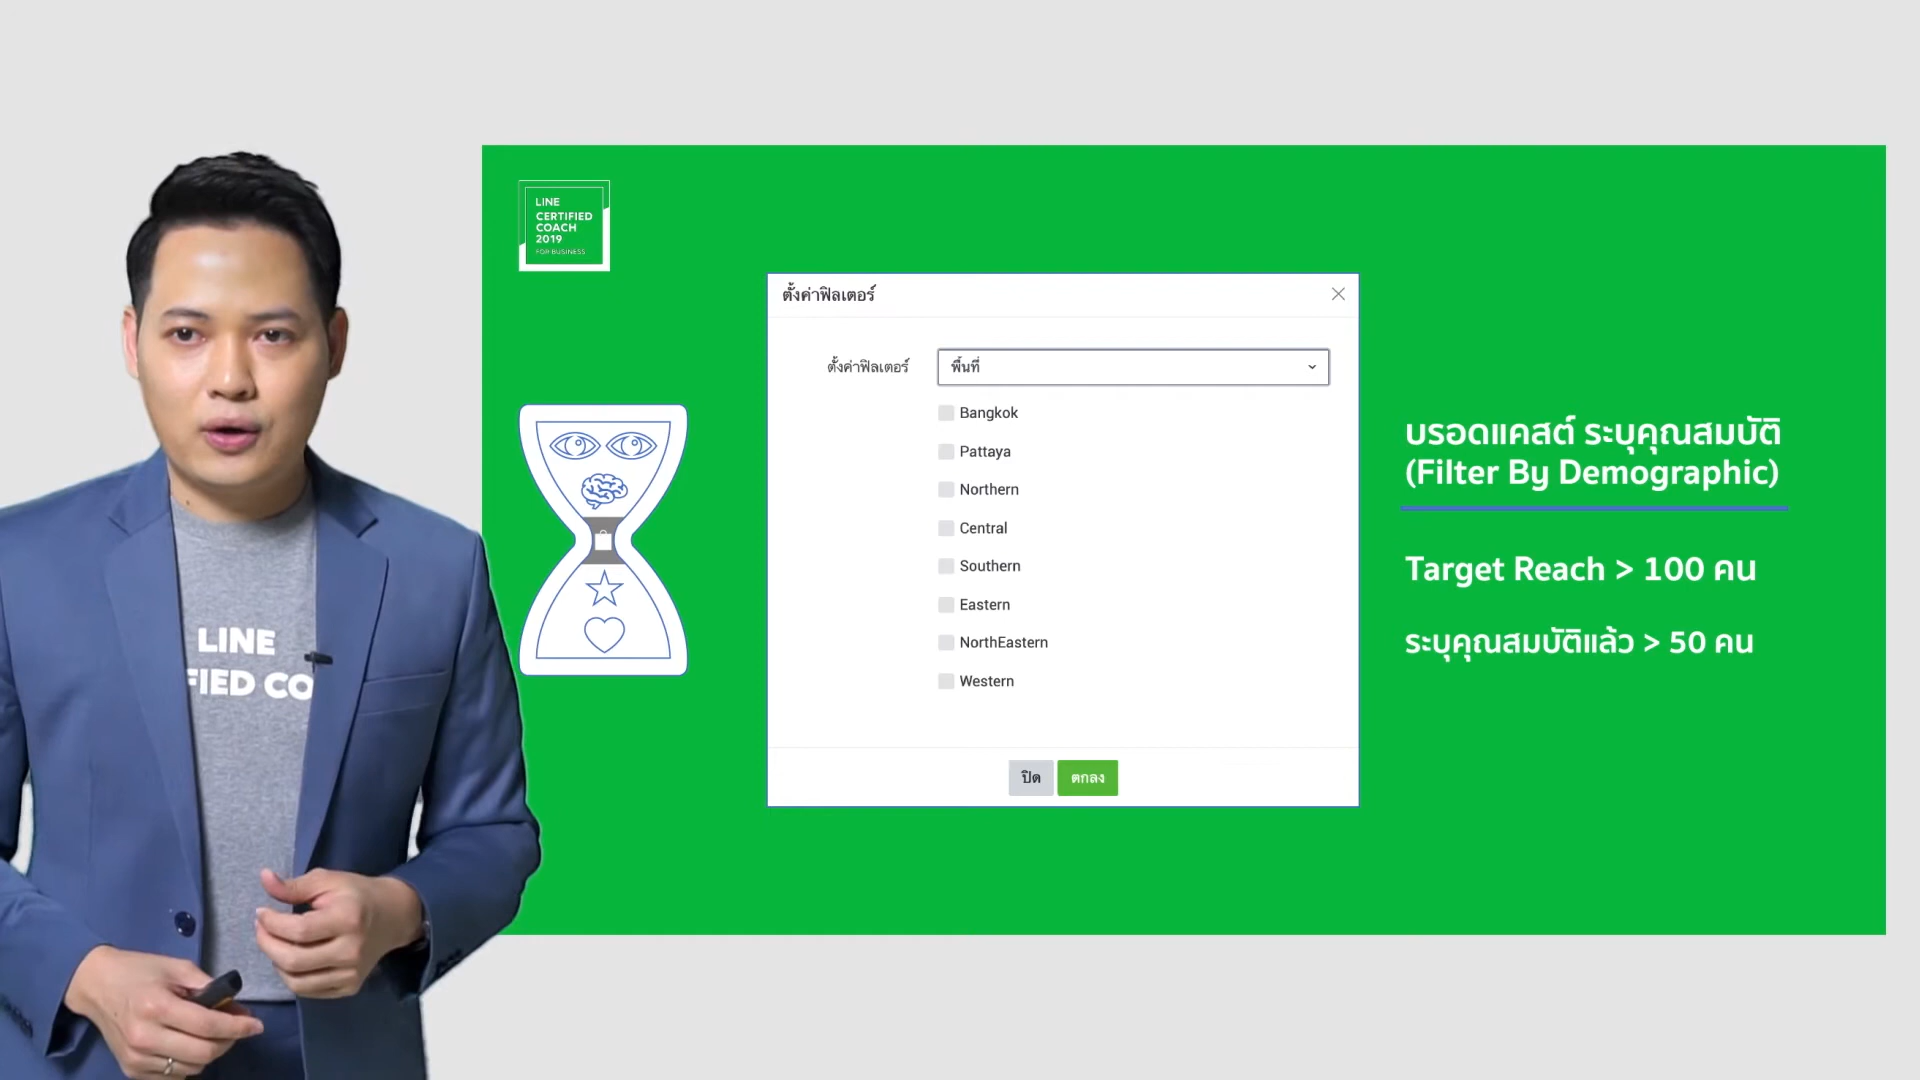 LINE
CERTIFIED
COACH
2019
FOR BUSINESS
ตั้งค่าฟิลเตอร์
ตั้งค่าฟิลเตอร์
พื้นที่
Bangkok
Pattaya
Northern
Central
Southern
Eastern
NorthEastern
Western
ปิด
ตกลง
บรอดแคสต์ ระบุคุณสมบัติ
(Filter By Demographic)
Target Reach > 100 คน
ระบุคุณสมบัติแล้ว > 50 คน
LINE
FIED CO